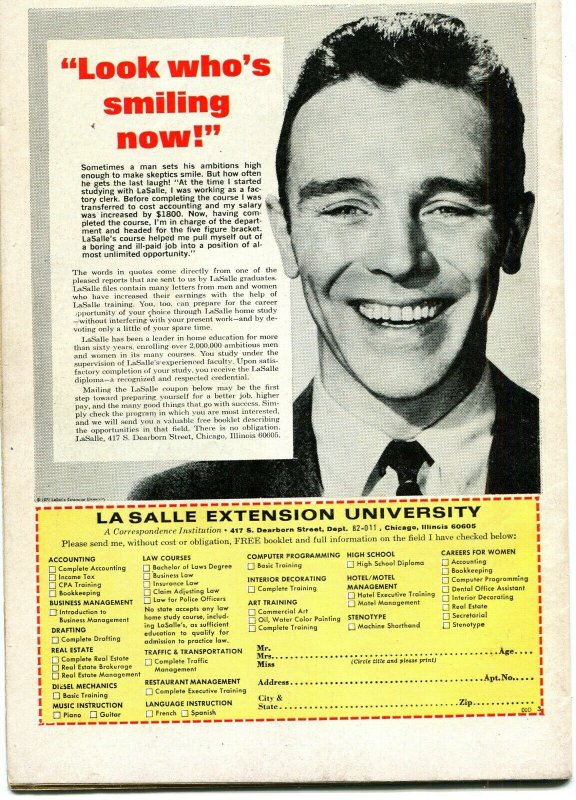 “Look who’s
smiling
now!”
Sometimes a man sets his ambitions high
enough to make skeptics smile. But how often
he gets the last laugh! “At the time I started
studying with LaSalle, I was working as a fac-
tory clerk. Before completing the course I was
transferred to cost accounting and my salary
was increased by $1800. Now, having com-
pleted the course, I’m in charge of the depart-
ment and headed for the five figure bracket.
LaSalle’s course helped me pull myself out of
a boring and ill-paid job into a position of al-
most unlimited opportunity.”
The words in quotes come directly from one of the
pleased reports that are sent to us by LaSalle graduates.
LaSalle files contain many letters from men and women
who have increased their earnings with the help of
LaSalle training. You, too, can prepare for the career
opportunity of your choice through LaSalle home study
—without interfering with your present work—and by de-
voting only a little of your spare time.
LaSalle has been a leader in home education for more
than sixty years, enrolling over 2,000,000 ambitious men
and women in its many courses. You study under the
supervision of LaSalle’s experienced faculty. Upon satis-
factory completion of your study, you receive the LaSalle
diploma—a recognized and respected credential.
Mailing the LaSalle coupon below may be the first
step toward preparing yourself for a better job, higher
pay, and the many good things that go with success. Sim-
ply check the program in which you are most interested,
and we will send you a valuable free booklet describing
the opportunities in that field. There is no obligation.
LaSalle, 417 S. Dearborn Street, Chicago, Illinois 60605.
LaSalle Extension University
LA SALLE EXTENSION UNIVERSITY
A Correspondence Institution • 417 S. Dearborn Street, Dept. 82-011, Chicago, Illinois 60605
Please send me, without cost or obligation, FREE booklet and full information on the field I have checked below:
ACCOUNTING
Complete Accounting
Income Tax
CPA Training
Bookkeeping
BUSINESS MANAGEMENT
Introduction to
Business Management
DRAFTING
Complete Drafting
REAL ESTATE
Complete Real Estate
Real Estate Brokerage
Real Estate Management
DIESEL MECHANICS
Basic Training
MUSIC INSTRUCTION
Piano Guitar
LAW COURSES
Bachelor of Laws Degree
Business Law
Insurance Law
Claim Adjusting Law
Law for Police Officers
No state accepts any law
home study course, includ-
ing LaSalle’s, as sufficient
education to qualify for
admission to practice law.
TRAFFIC & TRANSPORTATION
Complete Traffic
Management
RESTAURANT MANAGEMENT
Complete Executive Training
LANGUAGE INSTRUCTION
French Spanish
COMPUTER PROGRAMMING
Basic Training
INTERIOR DECORATING
Complete Training
ART TRAINING
Commercial Art
Oil, Water Color Painting
Complete Training
HIGH SCHOOL
High School Diploma
HOTEL/MOTEL
MANAGEMENT
Hotel Executive Training
Motel Management
STENOTYPE
Machine Shorthand
CAREERS FOR WOMEN
Accounting
Bookkeeping
Computer Programming
Dental Office Assistant
Interior Decorating
Real Estate
Secretarial
Stenotype
Mr.
Mrs. Age
Miss (Circle title and please print)
Address Apt. No.
City &
State Zip